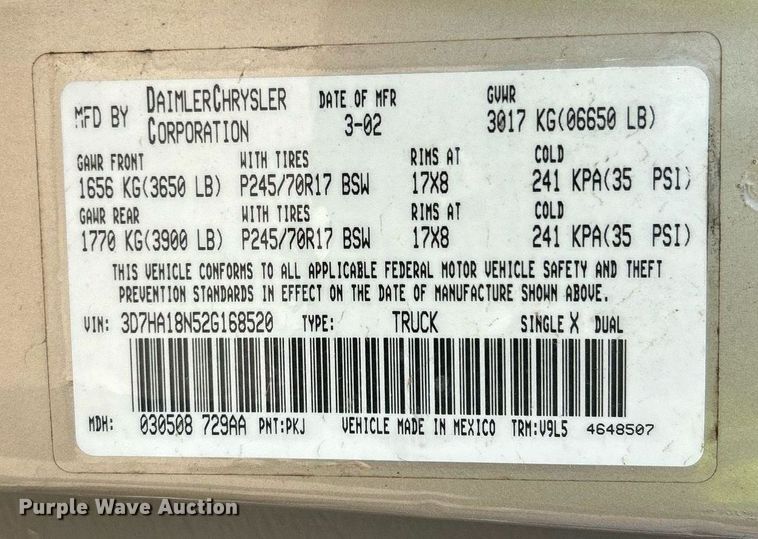 MFD BY DAIMLERCHRYSLER CORPORATION DATE OF MFR 3-02 GVWR 3017 KG(06650 LB)
GAWR FRONT WITH TIRES RIMS AT COLD
1656 KG(3650 LB) P245/70R17 BSW 17X8 241 KPA(35 PSI)
GAWR REAR WITH TIRES RIMS AT COLD
1770 KG(3900 LB) P245/70R17 BSW 17X8 241 KPA(35 PSI)
THIS VEHICLE CONFORMS TO ALL APPLICABLE FEDERAL MOTOR VEHICLE SAFETY AND THEFT
PREVENTION STANDARDS IN EFFECT ON THE DATE OF MANUFACTURE SHOWN ABOVE.
VIN: 3D7HA18N52G168520 TYPE: TRUCK SINGLE X DUAL
MDH: 030508 729AA PNT:PKJ VEHICLE MADE IN MEXICO TRM:V9L5 4648507
Purple Wave Auction